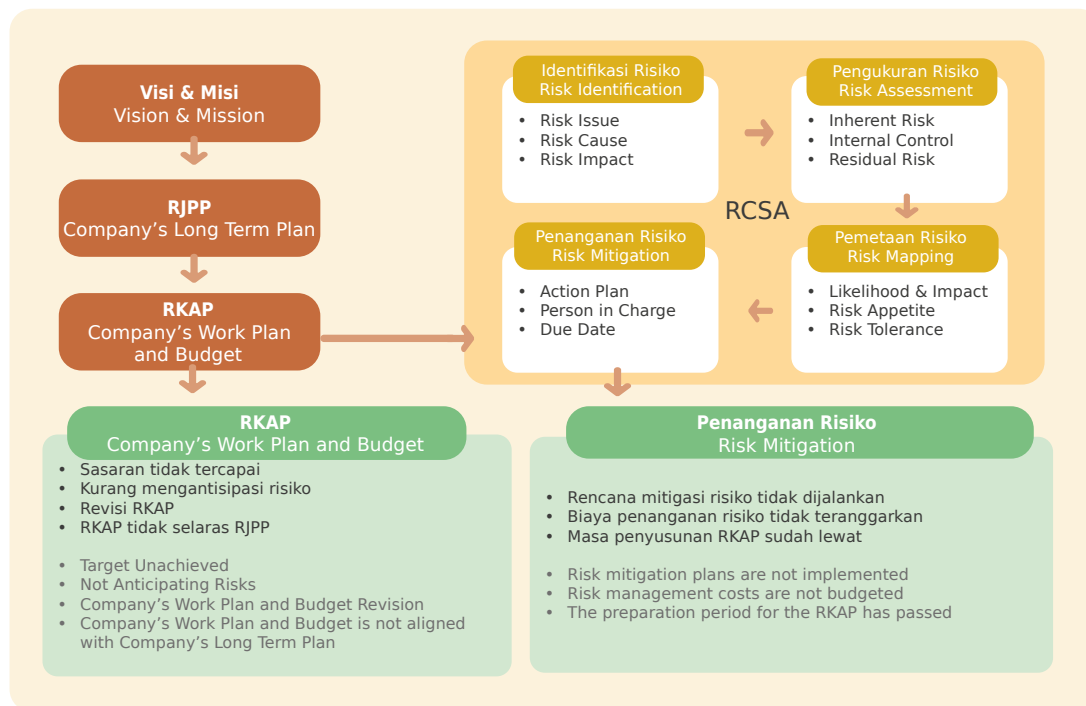 Visi & Misi
Vision & Mission
RJPP
Company’s Long Term Plan
RKAP
Company’s Work Plan
and Budget
Identifikasi Risiko
Risk Identification
• Risk Issue
• Risk Cause
• Risk Impact
Pengukuran Risiko
Risk Assessment
• Inherent Risk
• Internal Control
• Residual Risk
RCSA
Penanganan Risiko
Risk Mitigation
• Action Plan
• Person in Charge
• Due Date
Pemetaan Risiko
Risk Mapping
• Likelihood & Impact
• Risk Appetite
• Risk Tolerance
RKAP
Company’s Work Plan and Budget
• Sasaran tidak tercapai
• Kurang mengantisipasi risiko
• Revisi RKAP
• RKAP tidak selaras RJPP
• Target Unachieved
• Not Anticipating Risks
• Company’s Work Plan and Budget Revision
• Company’s Work Plan and Budget is not aligned
with Company’s Long Term Plan
Penanganan Risiko
Risk Mitigation
• Rencana mitigasi risiko tidak dijalankan
• Biaya penanganan risiko tidak teranggarkan
• Masa penyusunan RKAP sudah lewat
• Risk mitigation plans are not implemented
• Risk management costs are not budgeted
• The preparation period for the RKAP has passed